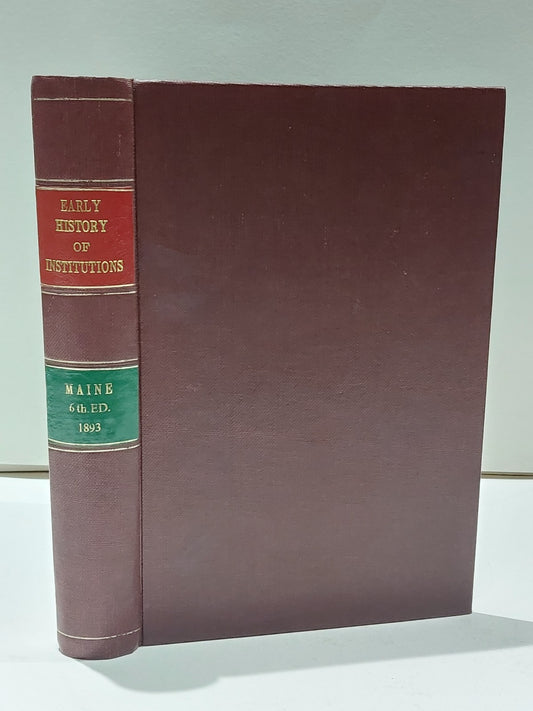 EARLY
HISTORY
OF
INSTITUTIONS
MAINE
6th. ED.
1893